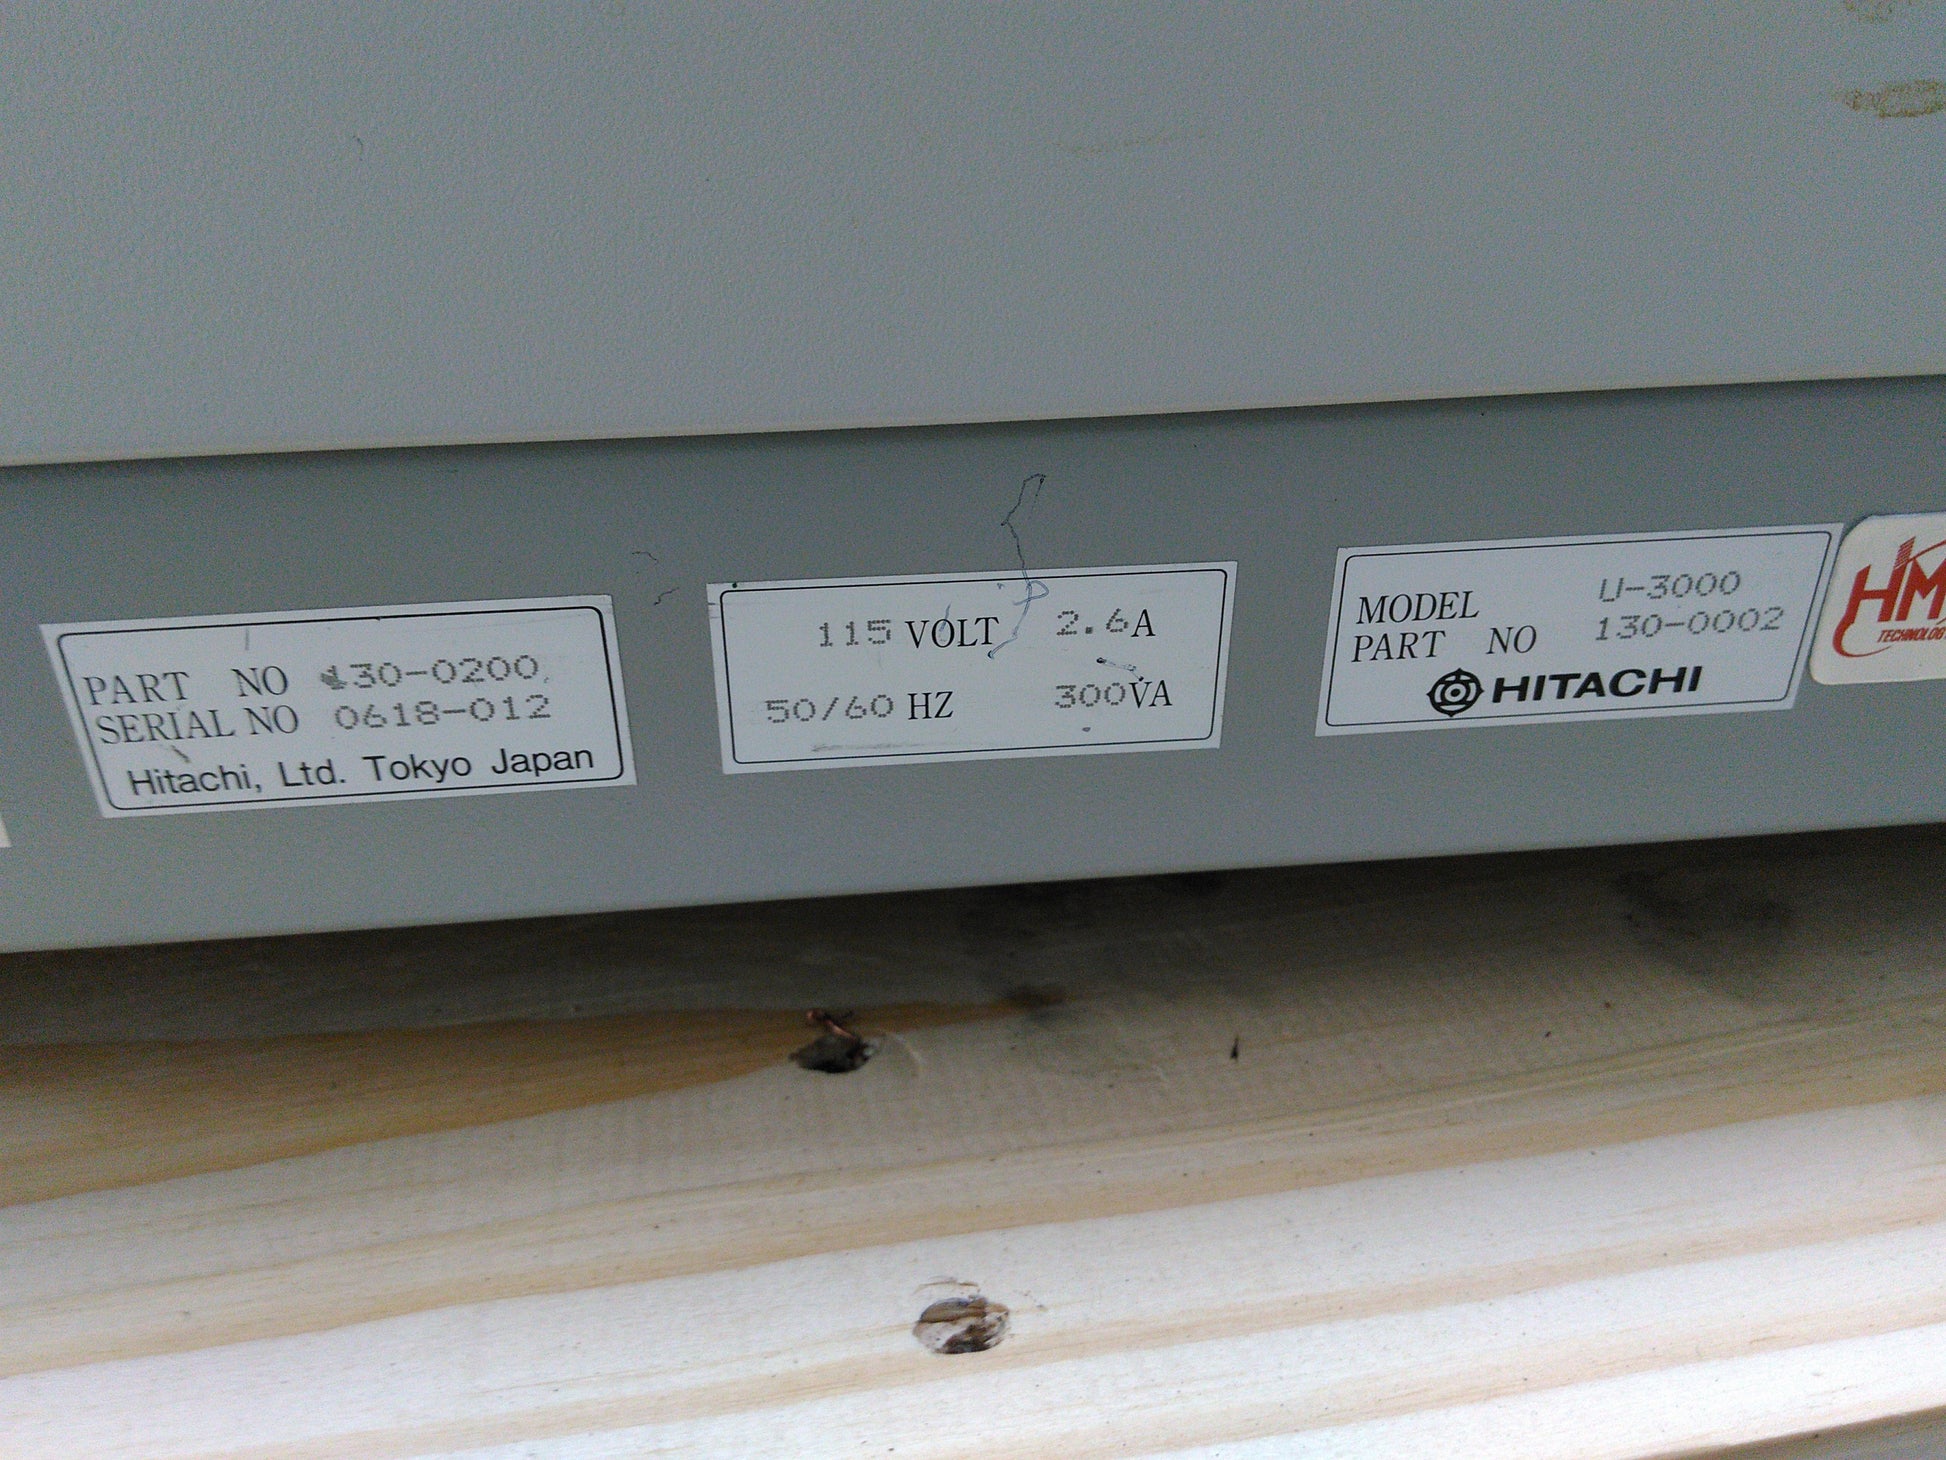 PART NO 130-0200
SERIAL NO 0618-012
Hitachi, Ltd. Tokyo Japan
115 VOLT 2.6A
50/60 HZ 300VA
MODEL U-3000
PART NO 130-0002
HITACHI
HM
TECHNOLOG